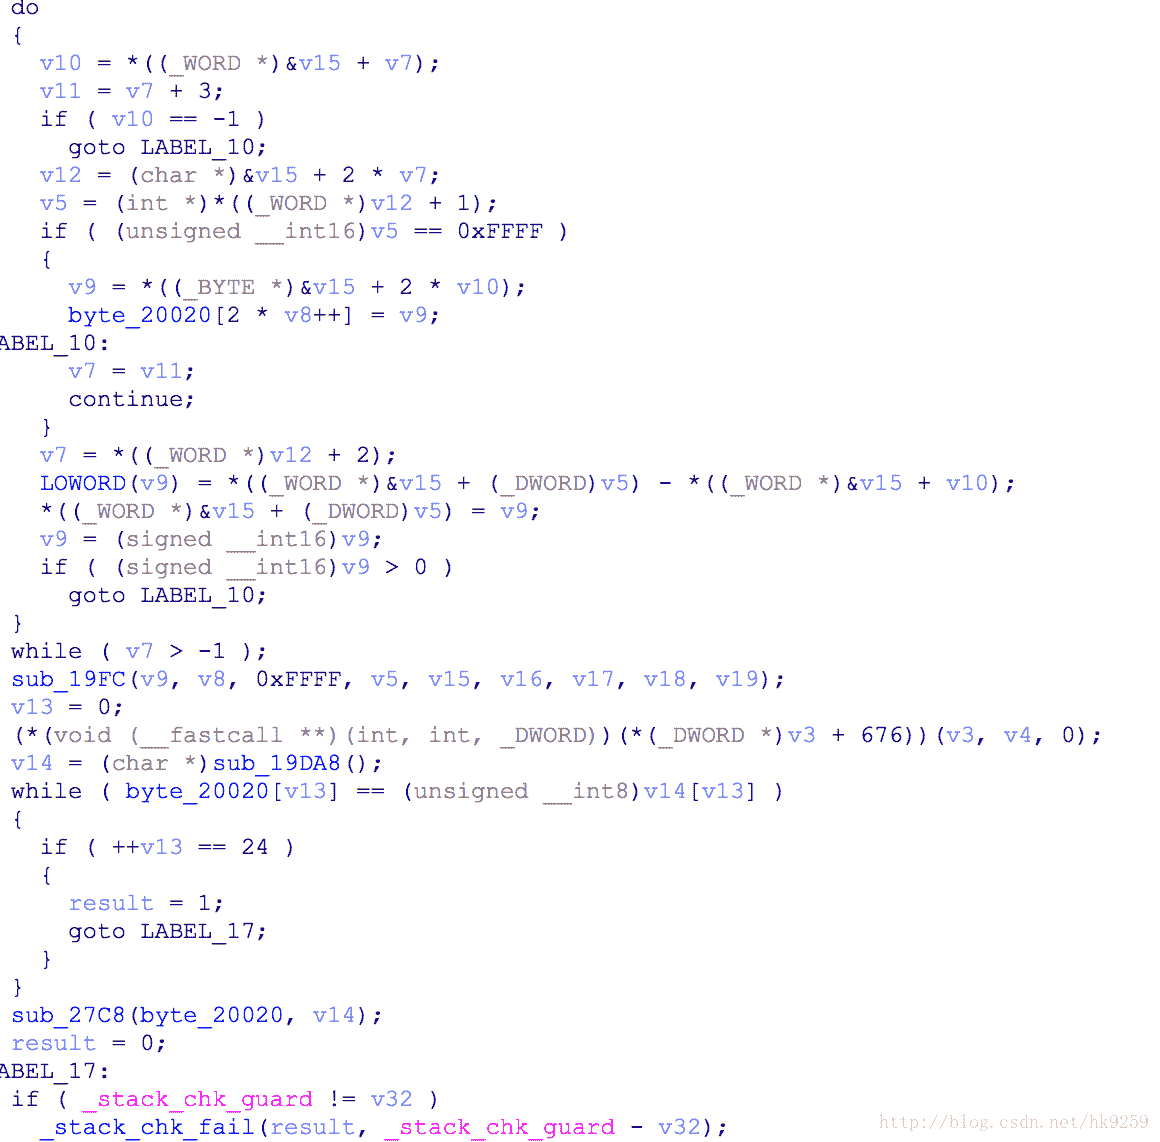 do
{
v10 = *((_WORD *)&v15 + v7);
v11 = v7 + 3;
if ( v10 == -1 )
goto LABEL_10;
v12 = (char *)&v15 + 2 * v7;
v5 = (int *)*((_WORD *)v12 + 1);
if ( (unsigned __int16)v5 == 0xFFFF )
{
v9 = *((_BYTE *)&v15 + 2 * v10);
byte_20020[2 * v8++] = v9;
ABEL_10:
v7 = v11;
continue;
}
v7 = *((_WORD *)v12 + 2);
LOWORD(v9) = *((_WORD *)&v15 + (_DWORD)v5) - *((_WORD *)&v15 + v10);
*((_WORD *)&v15 + (_DWORD)v5) = v9;
v9 = (signed __int16)v9;
if ( (signed __int16)v9 > 0 )
goto LABEL_10;
}
while ( v7 > -1 );
sub_19FC(v9, v8, 0xFFFF, v5, v15, v16, v17, v18, v19);
v13 = 0;
(*(void (__fastcall **)(int, int, _DWORD))(*(_DWORD *)v3 + 676))(v3, v4, 0);
v14 = (char *)sub_19DA8();
while ( byte_20020[v13] == (unsigned __int8)v14[v13] )
{
if ( ++v13 == 24 )
{
result = 1;
goto LABEL_17;
}
}
sub_27C8(byte_20020, v14);
result = 0;
ABEL_17:
if ( _stack_chk_guard != v32 )
_stack_chk_fail(result, _stack_chk_guard - v32);
http://blog.csdn.net/hk9259